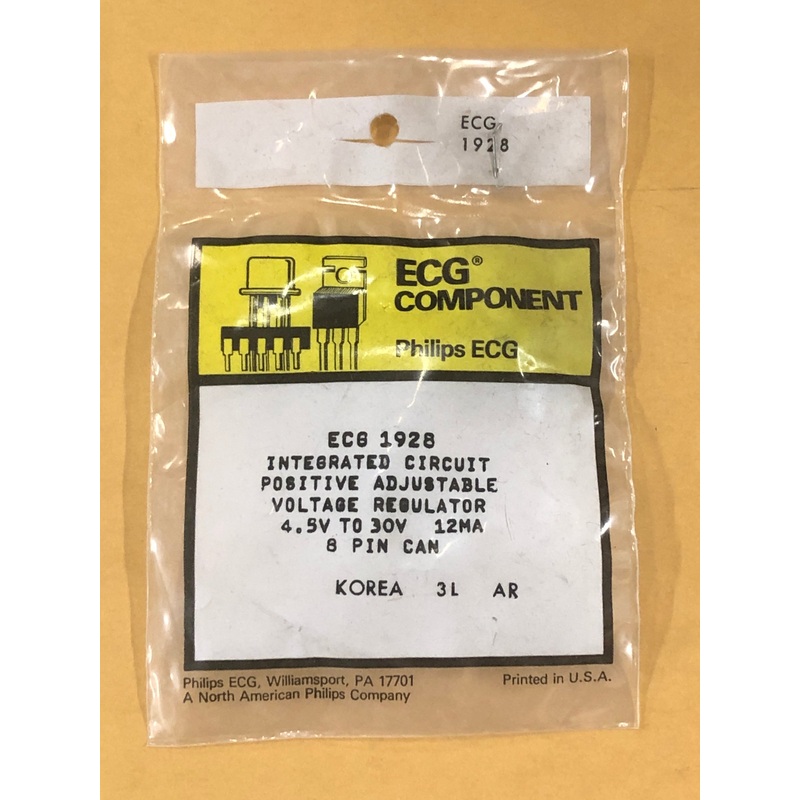 ECG
1928
ECG®
COMPONENT
Philips ECG
ECG 1928
INTEGRATED CIRCUIT
POSITIVE ADJUSTABLE
VOLTAGE REGULATOR
4.5V TO 30V 12MA
8 PIN CAN
KOREA 3L AR
Philips ECG, Williamsport, PA 17701
A North American Philips Company
Printed in U.S.A.